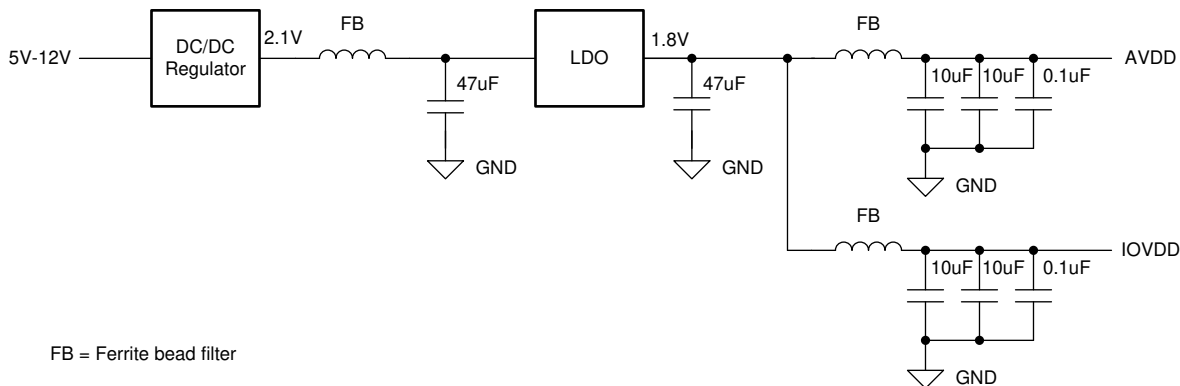 5V-12V
DC/DC
Regulator
2.1V
FB
47uF
GND
LDO
1.8V
47uF
GND
FB
10uF
10uF
0.1uF
AVDD
GND
FB
10uF
10uF
0.1uF
IOVDD
GND
FB = Ferrite bead filter